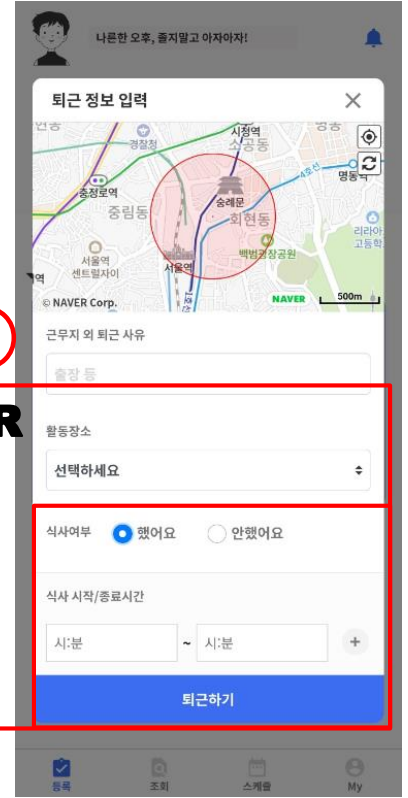 나른한 오후, 졸지말고 아자아자!
퇴근 정보 입력
시청역
소공동
경찰청
4호선
명동역
충정로역
중림동
숭례문
회현동
리라아
고등학
서울역
센트럴자이
서울역
백범광장공원
역
© NAVER Corp.
NAVER
500m
근무지 외 퇴근 사유
출장 등
R
활동장소
선택하세요
식사여부 했어요 안했어요
식사 시작/종료시간
시:분 ~ 시:분 +
퇴근하기
등록 조회 스케줄 My